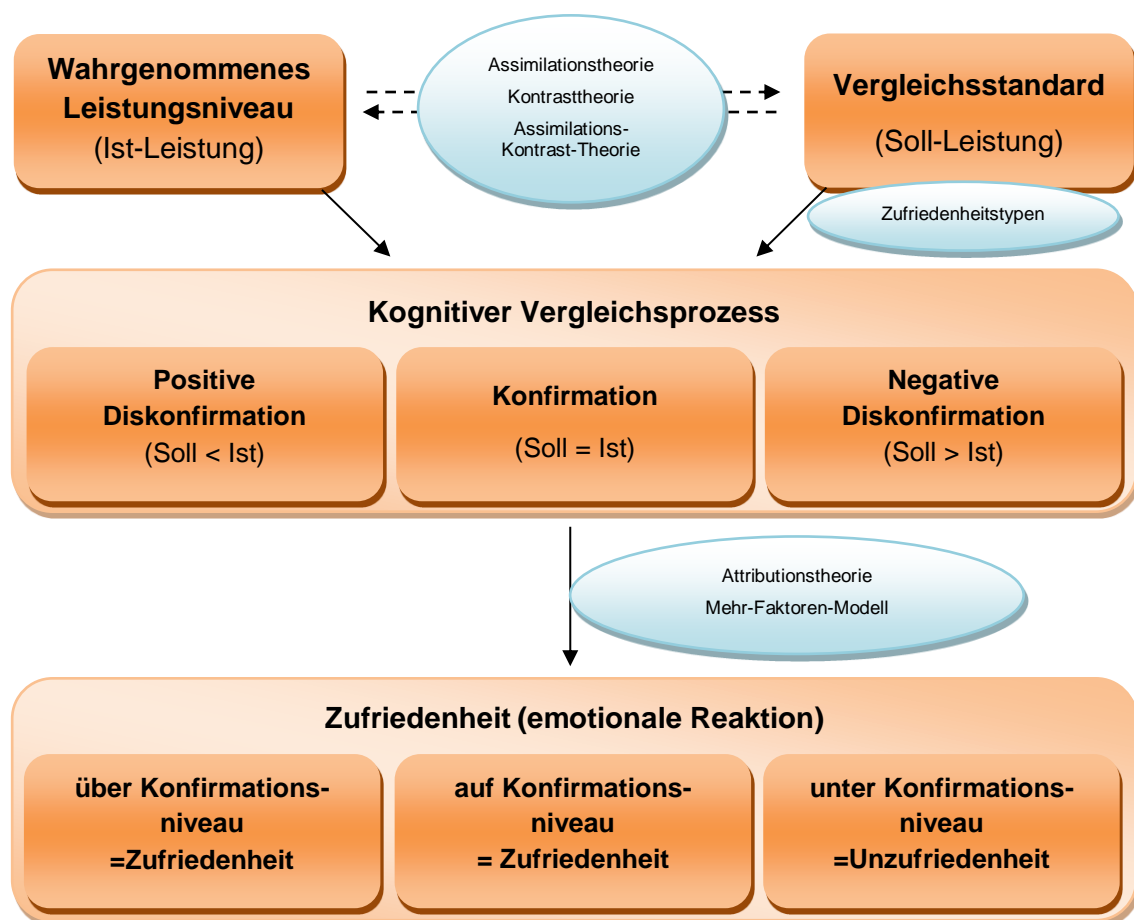 Wahrgenommenes
Leistungsniveau
(Ist-Leistung)
Assimilationstheorie
Kontrasttheorie
Assimilations-
Kontrast-Theorie
Vergleichsstandard
(Soll-Leistung)
Zufriedenheitstypen
Kognitiver Vergleichsprozess
Positive
Diskonfirmation
(Soll < Ist)
Konfirmation
(Soll = Ist)
Negative
Diskonfirmation
(Soll > Ist)
Attributionstheorie
Mehr-Faktoren-Modell
Zufriedenheit (emotionale Reaktion)
über Konfirmations-
niveau
=Zufriedenheit
auf Konfirmations-
niveau
= Zufriedenheit
unter Konfirmations-
niveau
=Unzufriedenheit